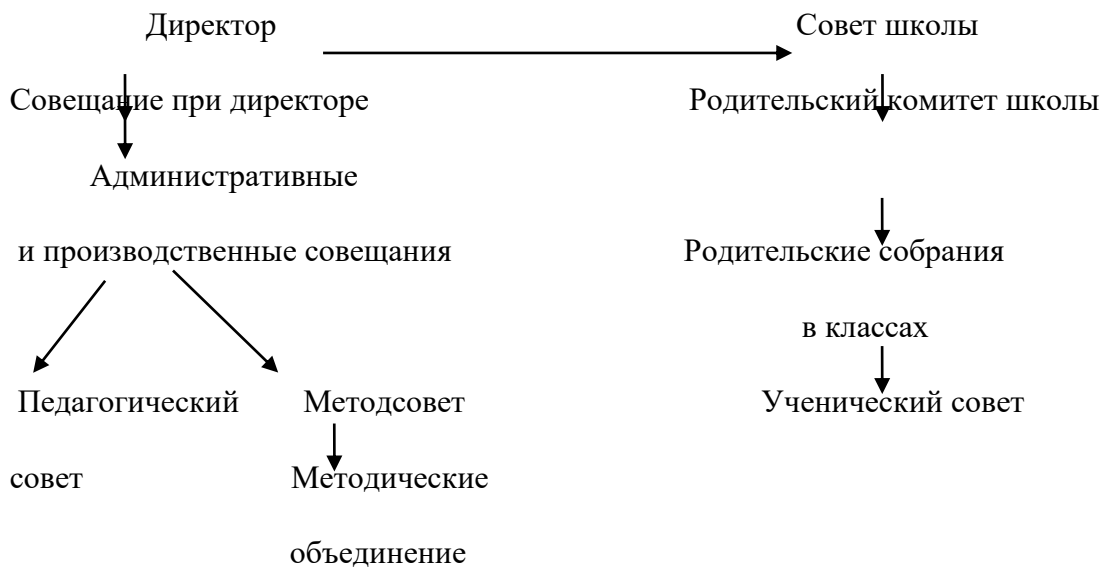 Директор Совет школы
Совещание при директоре Родительский комитет школы
Административные
и производственные совещания Родительские собрания
в классах
Педагогический Методсовет Ученический совет
совет Методические
объединение